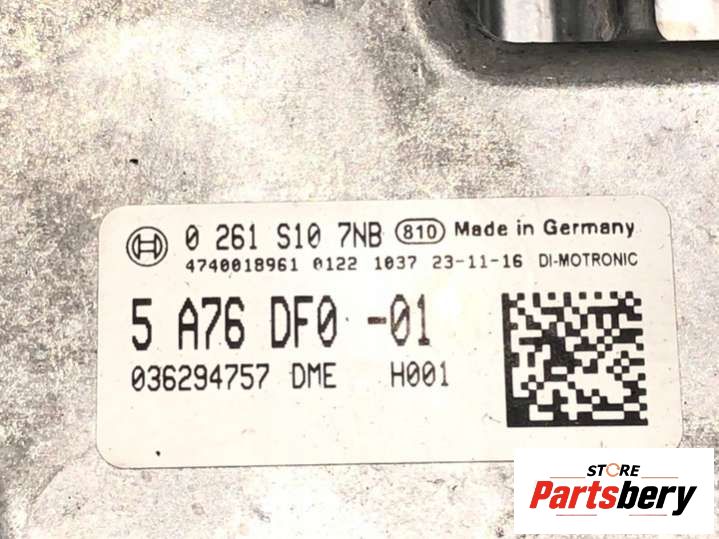 0 261 S10 7NB 810 Made in Germany
4740018961 0122 1037 23-11-16 DI-MOTRONIC
5 A76 DF0 -01
036294757 DME H001
STORE
Partsbery